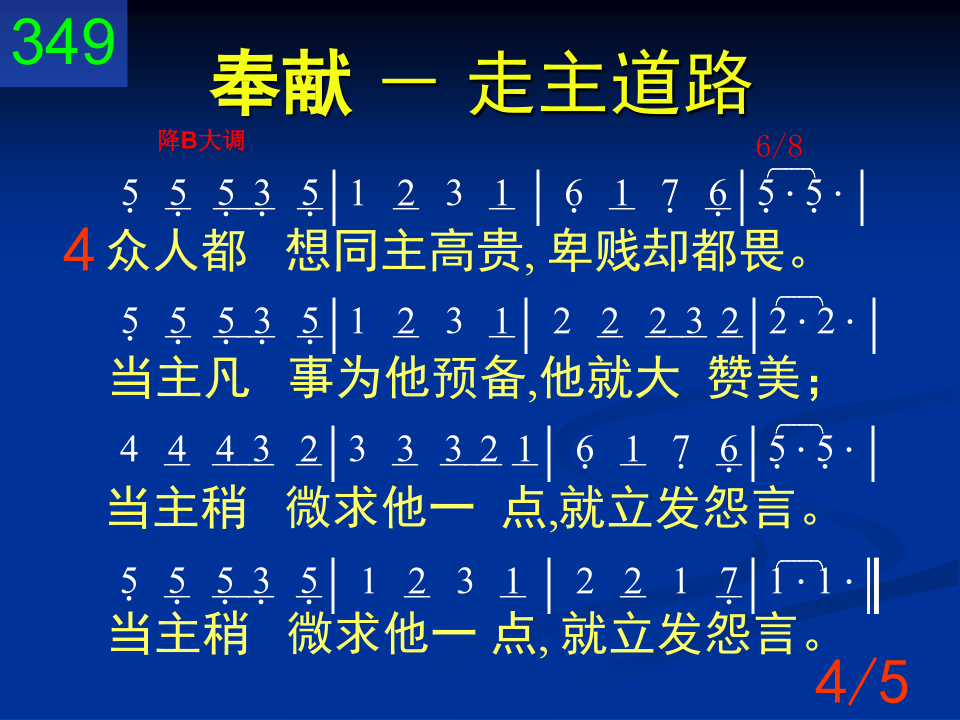 349
奉献 － 走主道路
降B大调 6/8
5̣ 5̣ 5̣ 3̣ 5̣ | 1 2 3 1 | 6̣ 1 7̣ 6̣ | 5̣ · 5̣ · |
4 众人都 想同主高贵, 卑贱却都畏。
5̣ 5̣ 5̣ 3̣ 5̣ | 1 2 3 1 | 2 2 2 3 2 | 2 · 2 · |
当主凡 事为他预备,他就大 赞美；
4 4 4 3 2 | 3 3 3 2 1 | 6̣ 1 7̣ 6̣ | 5̣ · 5̣ · |
当主稍 微求他一 点,就立发怨言。
5̣ 5̣ 5̣ 3̣ 5̣ | 1 2 3 1 | 2 2 1 7̣ | 1 · 1 · ‖
当主稍 微求他一 点, 就立发怨言。
4/5